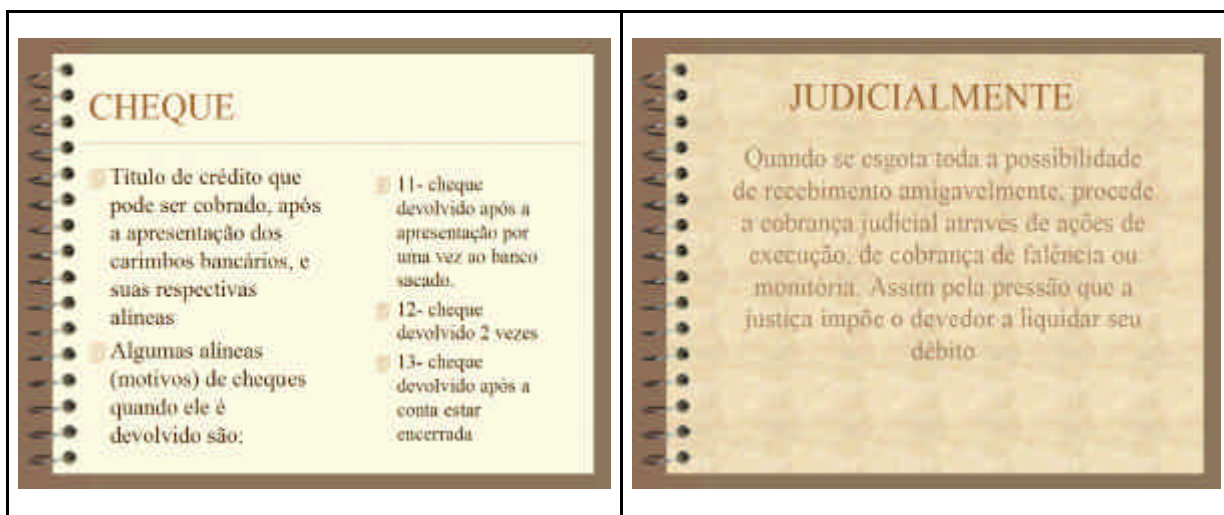 CHEQUE
Titulo de crédito que
pode ser cobrado, após
a apresentação dos
carimbos bancários, e
suas respectivas
alineas
Algumas alineas
(motivos) de cheques
quando ele é
devolvido são:
11- cheque
devolvido após a
apresentação por
uma vez ao banco
sacado.
12- cheque
devolvido 2 vezes
13- cheque
devolvido após a
conta estar
encerrada
JUDICIALMENTE
Quando se esgota toda a possibilidade
de recebimento amigavelmente, procede
a cobrança judicial através de ações de
execução, de cobrança de falência ou
monitória. Assim pela pressão que a
justiça impõe o devedor a liquidar seu
débito